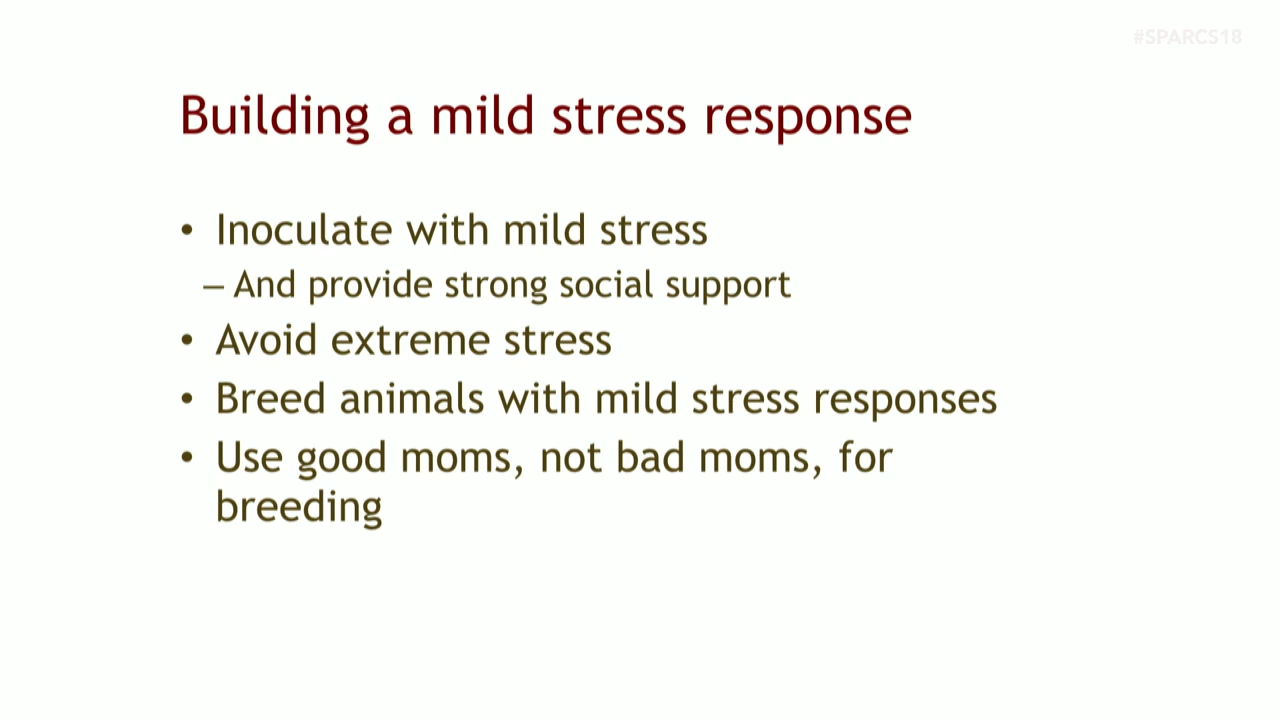 #SPARCS18
Building a mild stress response
• Inoculate with mild stress
– And provide strong social support
• Avoid extreme stress
• Breed animals with mild stress responses
• Use good moms, not bad moms, for
breeding